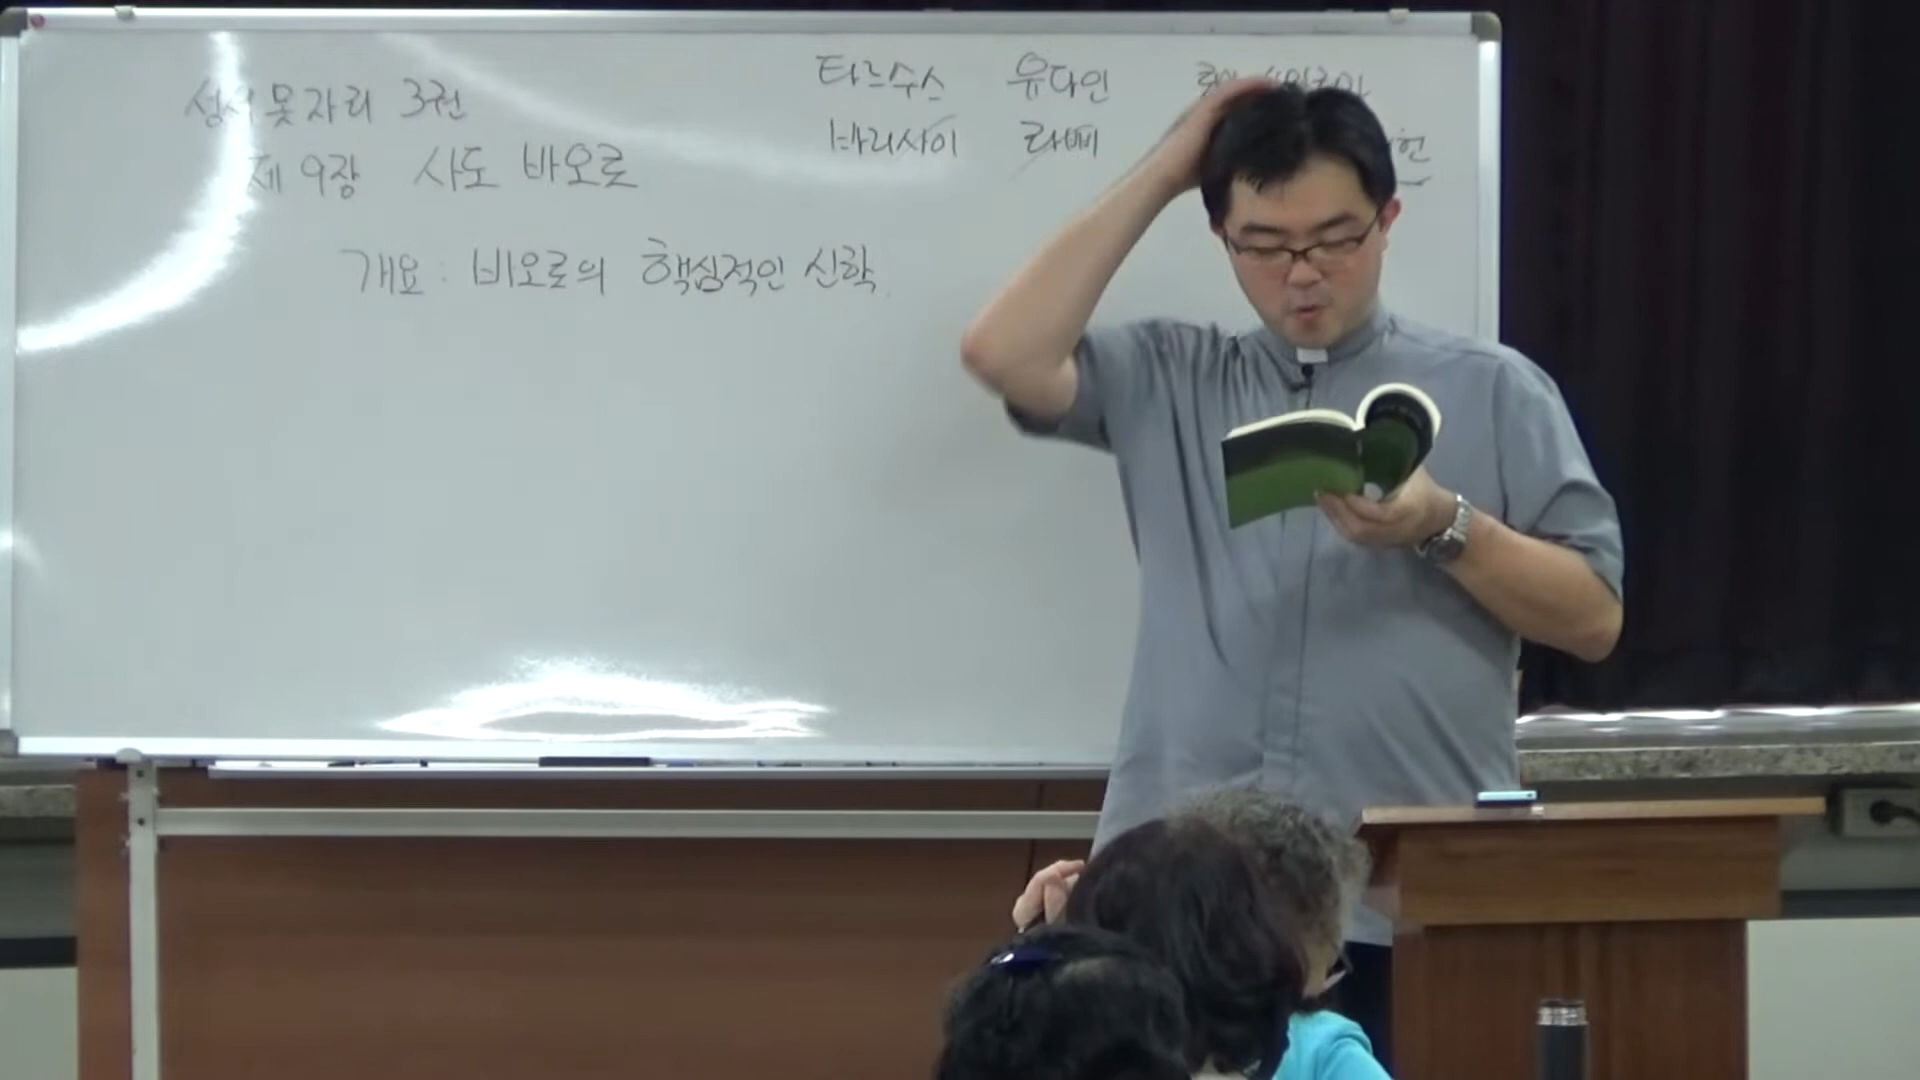 성서못자리 3권
제 9장 사도 바오로
개요 : 바오로의 핵심적인 신학.
타르수스 유다인
바리사이 라삐